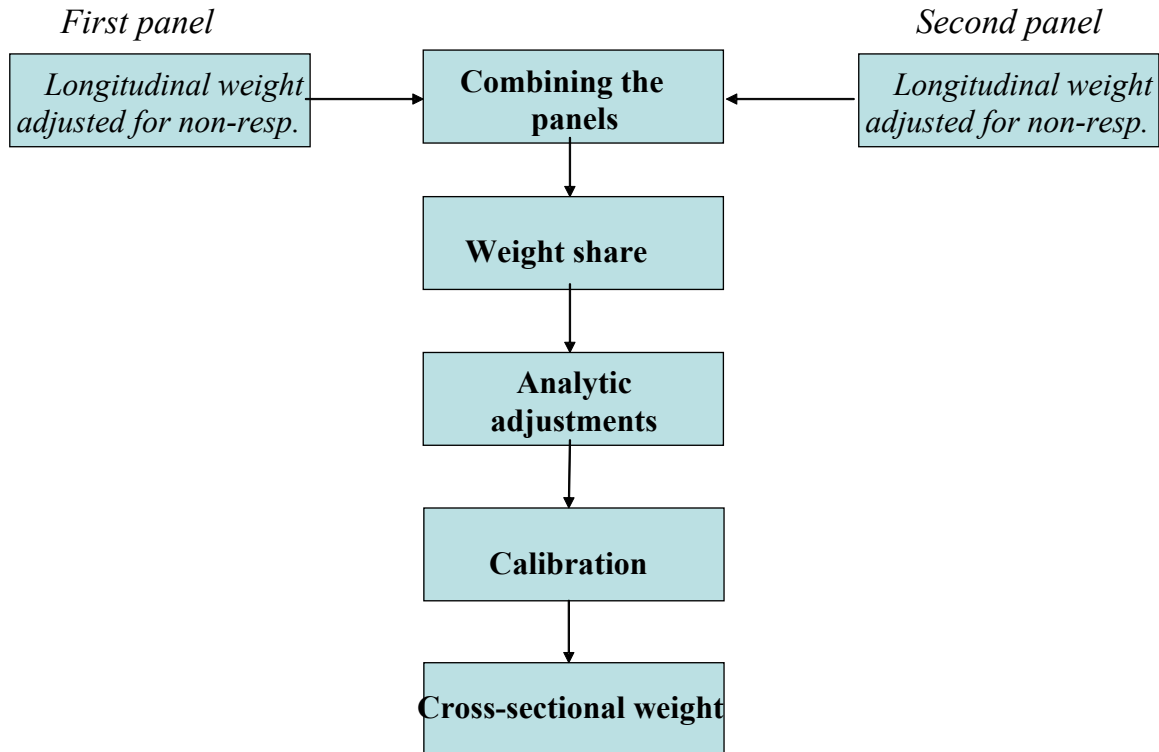 First panel
Second panel
Longitudinal weight
adjusted for non-resp.
Combining the
panels
Longitudinal weight
adjusted for non-resp.
Weight share
Analytic
adjustments
Calibration
Cross-sectional weight